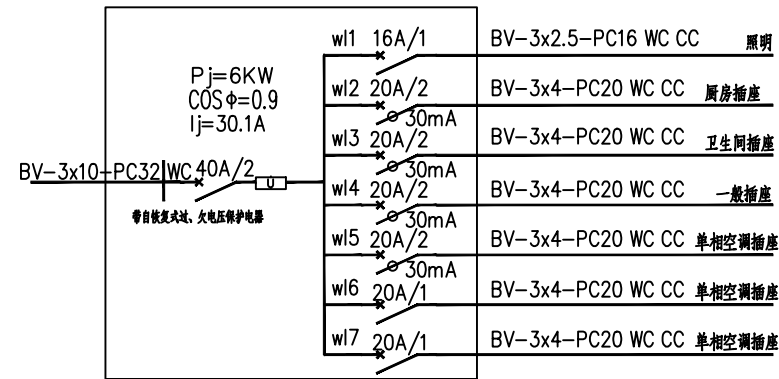 wl1 16A/1 BV-3x2.5-PC16 WC CC 照明
Pj=6KW
COSΦ=0.9
Ij=30.1A
wl2 20A/2 BV-3x4-PC20 WC CC 厨房插座
30mA
wl3 20A/2 BV-3x4-PC20 WC CC 卫生间插座
30mA
BV-3x10-PC32 WC 40A/2 U
wl4 20A/2 BV-3x4-PC20 WC CC 一般插座
30mA
带自恢复式过、欠电压保护电器
wl5 20A/2 BV-3x4-PC20 WC CC 单相空调插座
30mA
wl6 20A/1 BV-3x4-PC20 WC CC 单相空调插座
wl7 20A/1 BV-3x4-PC20 WC CC 单相空调插座